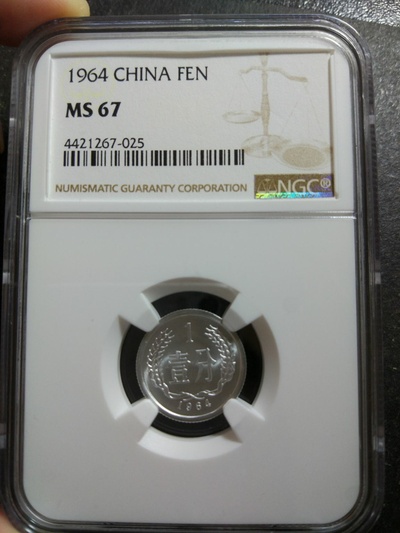 1964 CHINA FEN
MS 67
4421267-025
NUMISMATIC GUARANTY CORPORATION
NGC®
1
壹分
1964